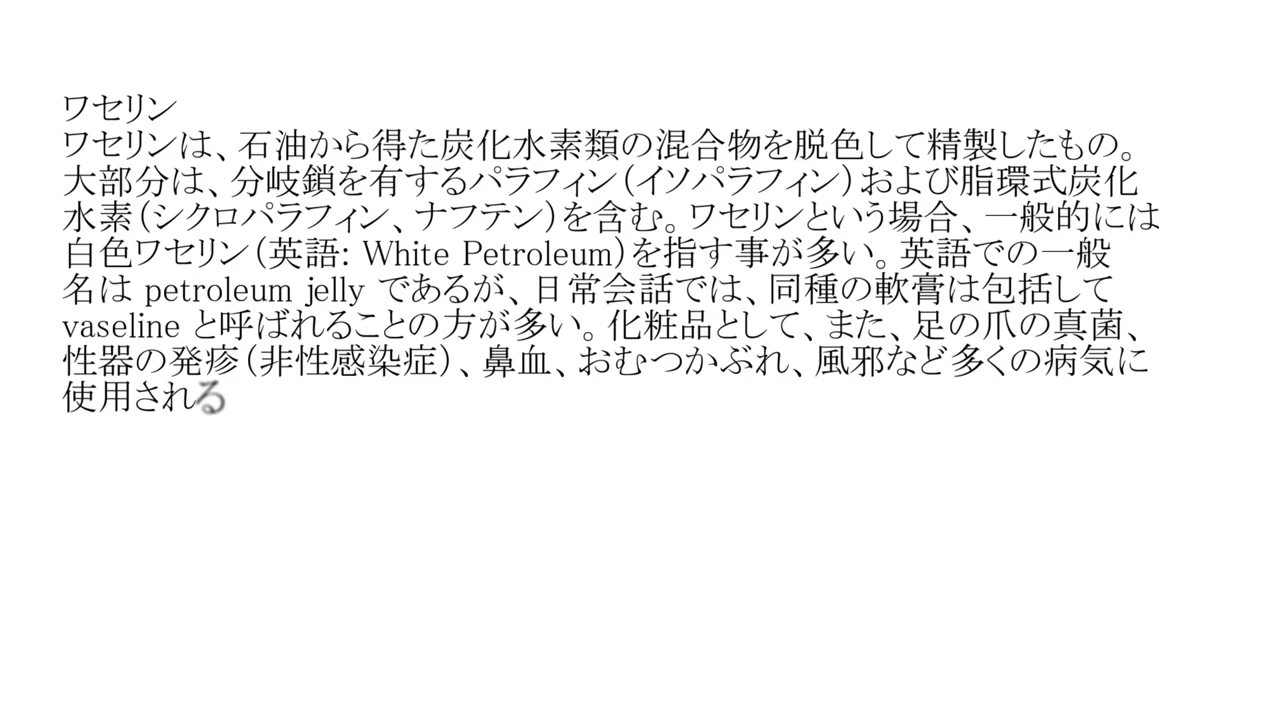 ワセリン
ワセリンは、石油から得た炭化水素類の混合物を脱色して精製したもの。
大部分は、分岐鎖を有するパラフィン（イソパラフィン）および脂環式炭化
水素（シクロパラフィン、ナフテン）を含む。ワセリンという場合、一般的には
白色ワセリン（英語: White Petroleum）を指す事が多い。英語での一般
名は petroleum jelly であるが、日常会話では、同種の軟膏は包括して
vaseline と呼ばれることの方が多い。化粧品として、また、足の爪の真菌、
性器の発疹（非性感染症）、鼻血、おむつかぶれ、風邪など多くの病気に
使用される